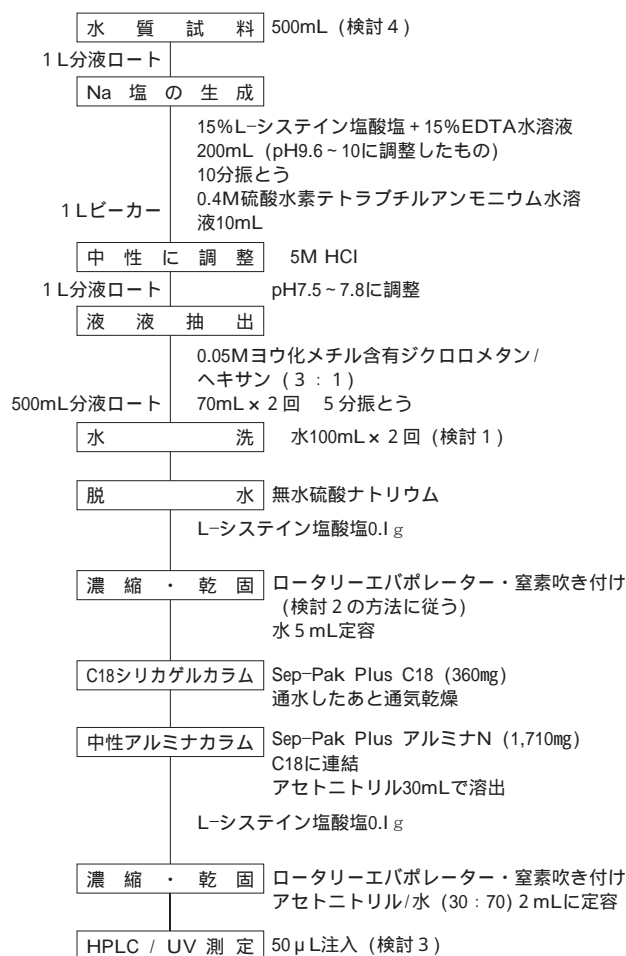 水質試料 500mL (検討4)
1L分液ロート
Na塩の生成
15%L-システイン塩酸塩+15%EDTA水溶液
200mL (pH9.6~10に調整したもの)
10分振とう
0.4M硫酸水素テトラブチルアンモニウム水溶
1Lビーカー 液10mL
中性に調整 5M HCl
1L分液ロート pH7.5~7.8に調整
液液抽出
0.05Mヨウ化メチル含有ジクロロメタン/
ヘキサン (3:1)
500mL分液ロート 70mL×2回 5分振とう
水洗 水100mL×2回 (検討1)
脱水 無水硫酸ナトリウム
L-システイン塩酸塩0.1g
濃縮・乾固 ロータリーエバポレーター・窒素吹き付け
(検討2の方法に従う)
水5mL定容
C18シリカゲルカラム Sep-Pak Plus C18 (360mg)
通水したあと通気乾燥
中性アルミナカラム Sep-Pak Plus アルミナN (1,710mg)
C18に連結
アセトニトリル30mLで溶出
L-システイン塩酸塩0.1g
濃縮・乾固 ロータリーエバポレーター・窒素吹き付け
アセトニトリル/水 (30:70) 2mLに定容
HPLC / UV測定 50μL注入 (検討3)